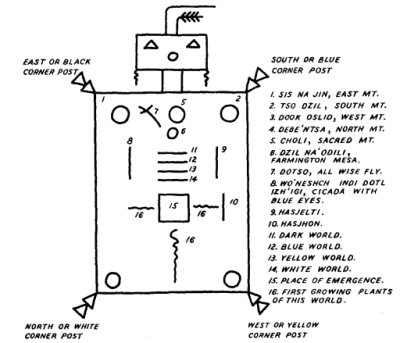 EAST OR BLACK
CORNER POST
SOUTH OR BLUE
CORNER POST
1
2
5
7
6
8
9
11
12
13
14
15
16
16
10
16
1. SIS NA JIN, EAST MT.
2. TSO DZIL, SOUTH MT.
3. DOOK OSLID, WEST MT.
4. DEBE'NTSA, NORTH MT.
5. CHOLI, SACRED MT.
6. DZIL NA'ODILI,
FARMINGTON MESA.
7. DOTSO, ALL WISE FLY.
8. WO'NESHCH INDI DOTL
IZH'IGI, CICADA WITH
BLUE EYES.
9. HASJELTI.
10. HASJHON.
11. DARK WORLD.
12. BLUE WORLD.
13. YELLOW WORLD.
14. WHITE WORLD.
15. PLACE OF EMERGENCE.
16. FIRST GROWING PLANTS
OF THIS WORLD.
NORTH OR WHITE
CORNER POST
WEST OR YELLOW
CORNER POST